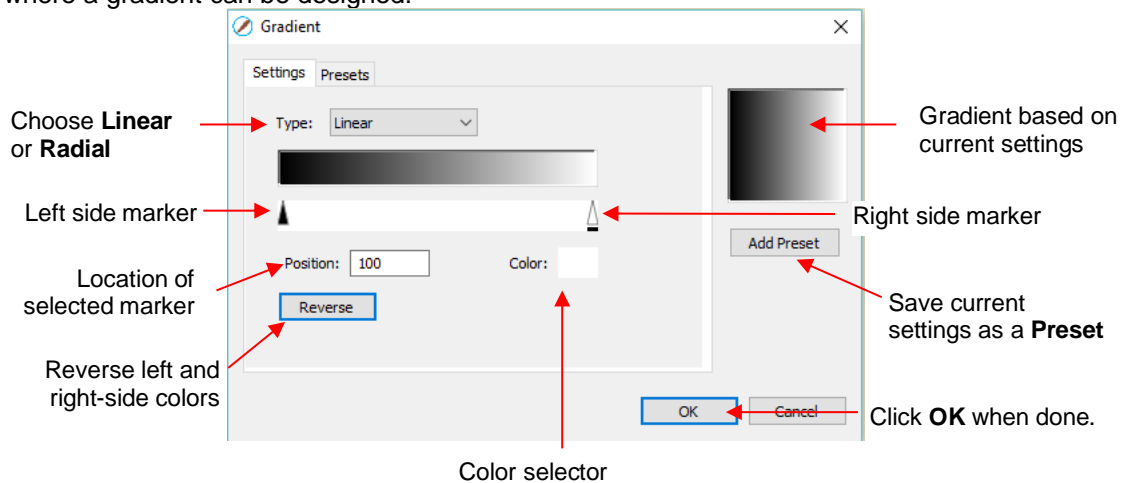 where a gradient can be designed.
Gradient
Settings Presets
Choose Linear
or Radial
Type: Linear
Gradient based on
current settings
Left side marker
Right side marker
Add Preset
Location of
selected marker
Position: 100 Color:
Reverse
Save current
settings as a Preset
Reverse left and
right-side colors
OK Cancel
Click OK when done.
Color selector